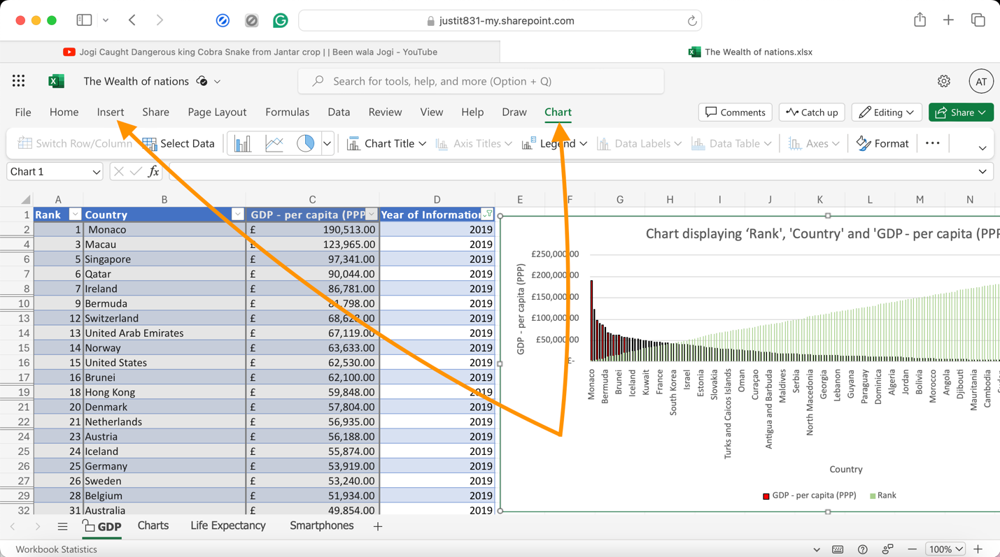 justit831-my.sharepoint.com
Jogi Caught Dangerous king Cobra Snake from Jantar crop | | Been wala Jogi - YouTube
The Wealth of nations.xlsx
The Wealth of nations
Search for tools, help, and more (Option + Q)
AT
File Home Insert Share Page Layout Formulas Data Review View Help Draw Chart
Comments Catch up Editing Share
Switch Row/Column Select Data Chart Title Axis Titles Legend Data Labels Data Table Axes Format
Chart 1 fx
A B C D E F G H I J K L M N
1 Rank Country GDP - per capita (PPP Year of Information
2 1 Monaco £ 190,513.00 2019
4 3 Macau £ 123,965.00 2019
6 5 Singapore £ 97,341.00 2019
7 6 Qatar £ 90,044.00 2019
8 7 Ireland £ 86,781.00 2019
10 9 Bermuda £ 81,798.00 2019
13 12 Switzerland £ 68,628.00 2019
14 13 United Arab Emirates £ 67,119.00 2019
15 14 Norway £ 63,633.00 2019
16 15 United States £ 62,530.00 2019
17 16 Brunei £ 62,100.00 2019
19 18 Hong Kong £ 59,848.00 2019
21 20 Denmark £ 57,804.00 2019
22 21 Netherlands £ 56,935.00 2019
24 23 Austria £ 56,188.00 2019
25 24 Iceland £ 55,874.00 2019
26 25 Germany £ 53,919.00 2019
27 26 Sweden £ 53,240.00 2019
29 28 Belgium £ 51,934.00 2019
32 31 Australia £ 49,854.00 2019
Chart displaying ‘Rank', 'Country' and 'GDP - per capita (PPP
GDP - per capita (PPP)
£250,000.00
£200,000.00
£150,000.00
£100,000.00
£50,000.00
£-
Monaco
Bermuda
Brunei
Iceland
Kuwait
France
South Korea
Israel
Estonia
Slovakia
Turks and Caicos Islands
Oman
Curaçao
Antigua and Barbuda
Maldives
Serbia
North Macedonia
Georgia
Lebanon
Guyana
Paraguay
Dominica
Algeria
Jordan
Bolivia
Morocco
Angola
Djibouti
Mauritania
Cambodia
Country
GDP - per capita (PPP) Rank
GDP Charts Life Expectancy Smartphones
Workbook Statistics
100%